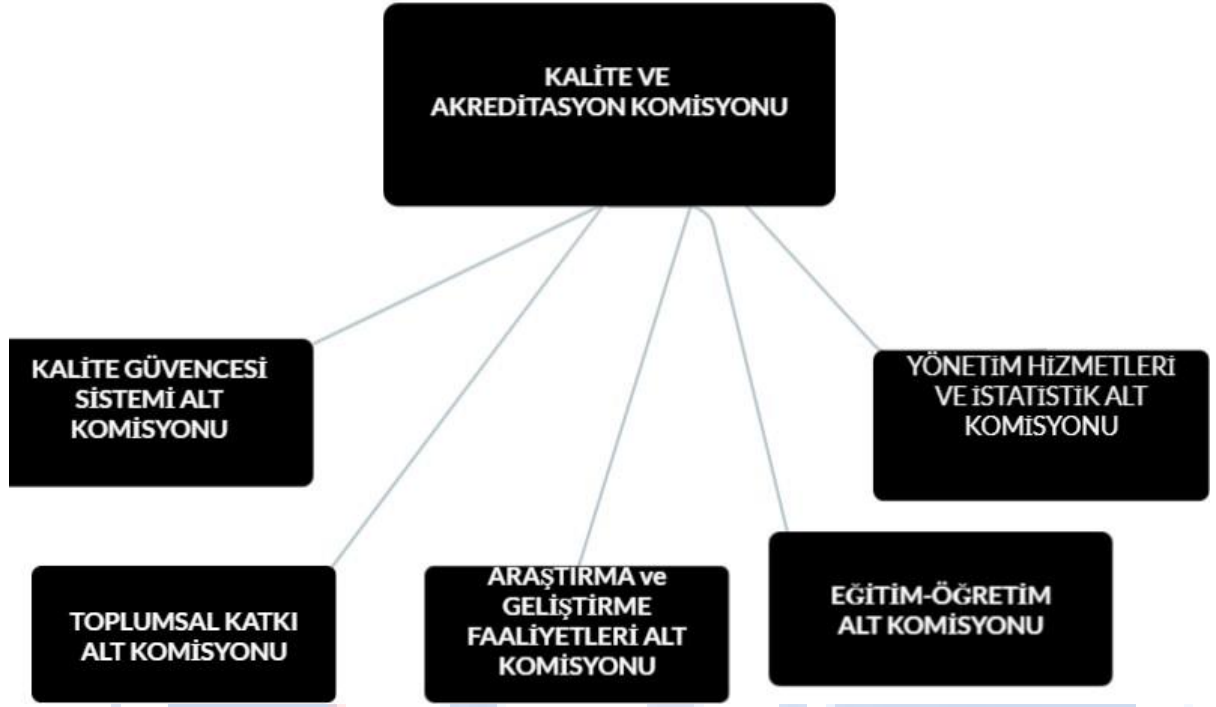 KALİTE VE
AKREDİTASYON KOMİSYONU
KALİTE GÜVENCESİ
SİSTEMİ ALT
KOMİSYONU
YÖNETİM HİZMETLERİ
VE İSTATİSTİK ALT
KOMİSYONU
TOPLUMSAL KATKI
ALT KOMİSYONU
ARAŞTIRMA ve
GELİŞTİRME
FAALİYETLERİ ALT
KOMİSYONU
EĞİTİM-ÖĞRETİM
ALT KOMİSYONU